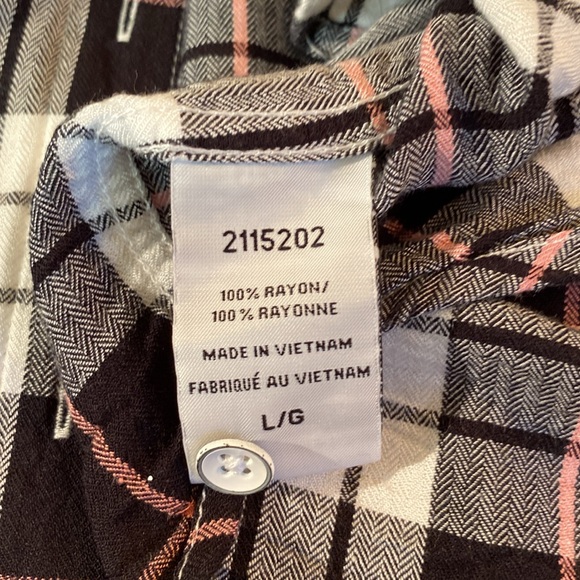 2115202
100% RAYON/
100% RAYONNE
MADE IN VIETNAM
FABRIQUÉ AU VIETNAM
L/G